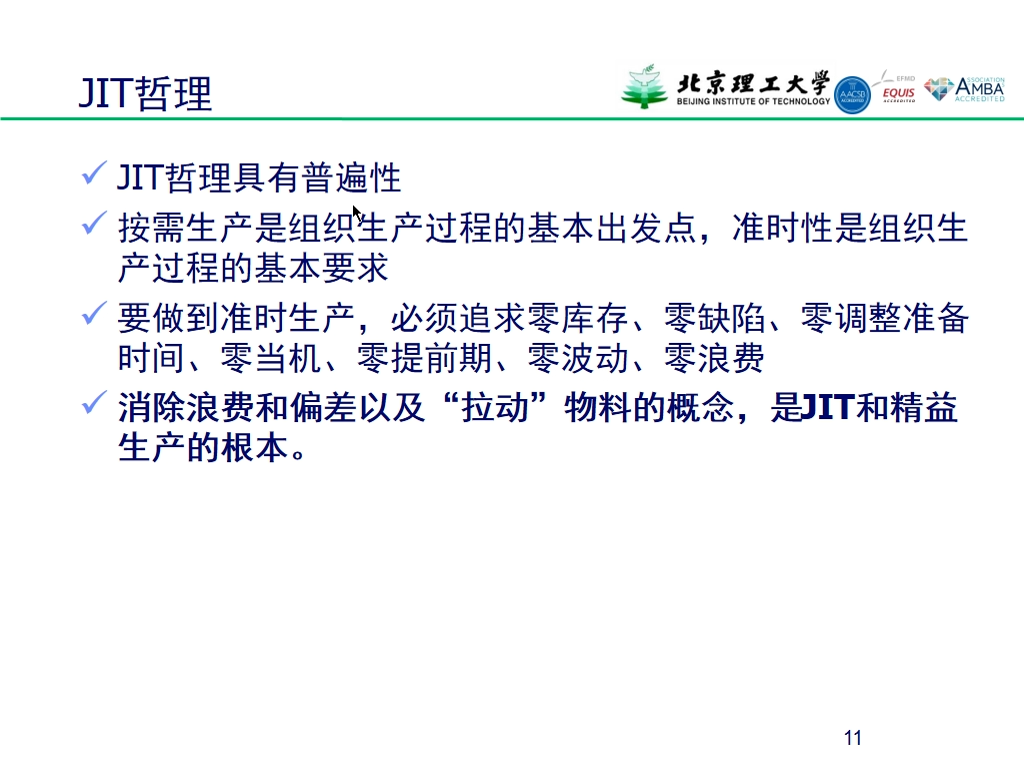 JIT哲理
北京理工大学
BEIJING INSTITUTE OF TECHNOLOGY
AACSB
ACCREDITED
EFMD
EQUIS
ACCREDITED
ASSOCIATION
AMBA
ACCREDITED
JIT哲理具有普遍性
按需生产是组织生产过程的基本出发点，准时性是组织生
产过程的基本要求
要做到准时生产，必须追求零库存、零缺陷、零调整准备
时间、零当机、零提前期、零波动、零浪费
消除浪费和偏差以及“拉动”物料的概念，是JIT和精益
生产的根本。
11